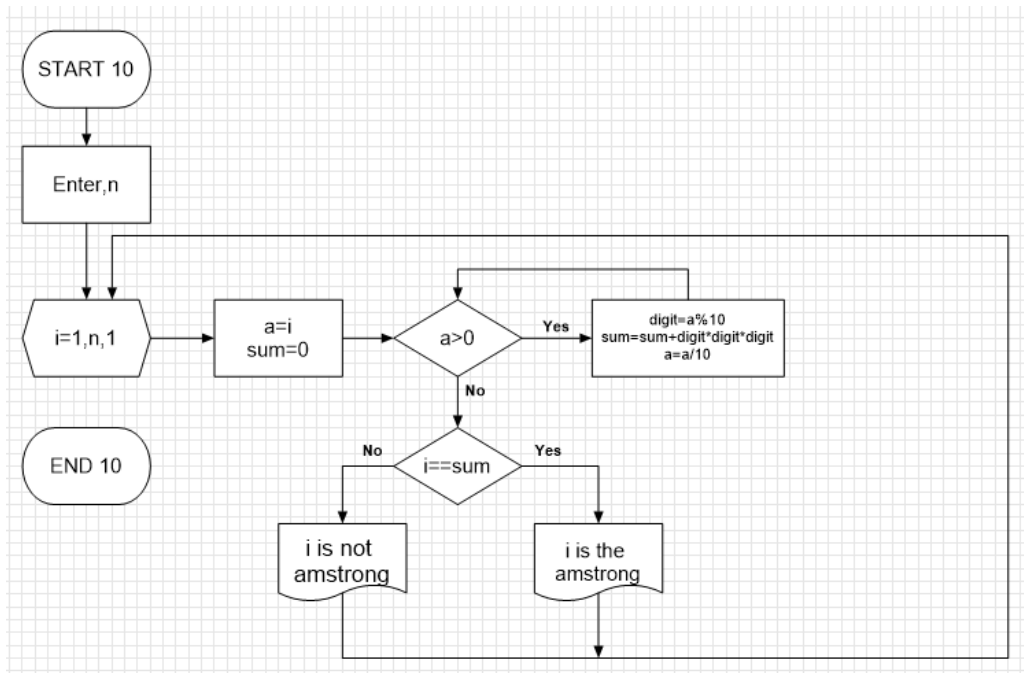 START 10
Enter,n
i=1,n,1
a=i
sum=0
a>0
Yes
digit=a%10
sum=sum+digit*digit*digit
a=a/10
No
END 10
No
i==sum
Yes
i is not
amstrong
i is the
amstrong